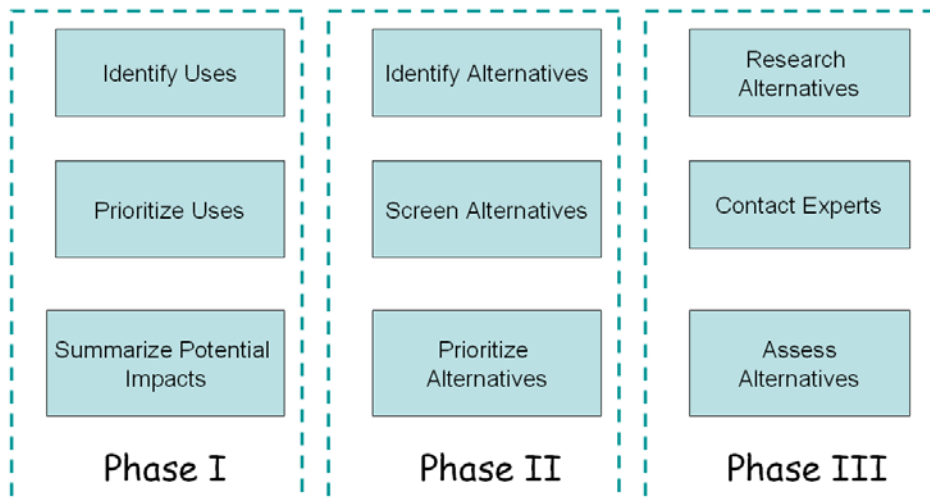 Identify Uses
Prioritize Uses
Summarize Potential
Impacts
Phase I
Identify Alternatives
Screen Alternatives
Prioritize
Alternatives
Phase II
Research
Alternatives
Contact Experts
Assess
Alternatives
Phase III